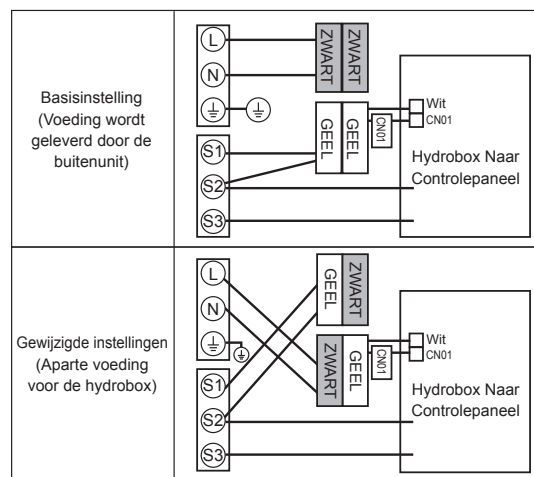 Basisinstelling
(Voeding wordt
geleverd door de
buitenunit)
L
N
S1
S2
S3
ZWART
ZWART
GEEL
GEEL
CN01
Wit
CN01
Hydrobox Naar
Controlepaneel
Gewijzigde instellingen
(Aparte voeding
voor de hydrobox)
L
N
S1
S2
S3
GEEL
ZWART
ZWART
GEEL
CN01
Wit
CN01
Hydrobox Naar
Controlepaneel